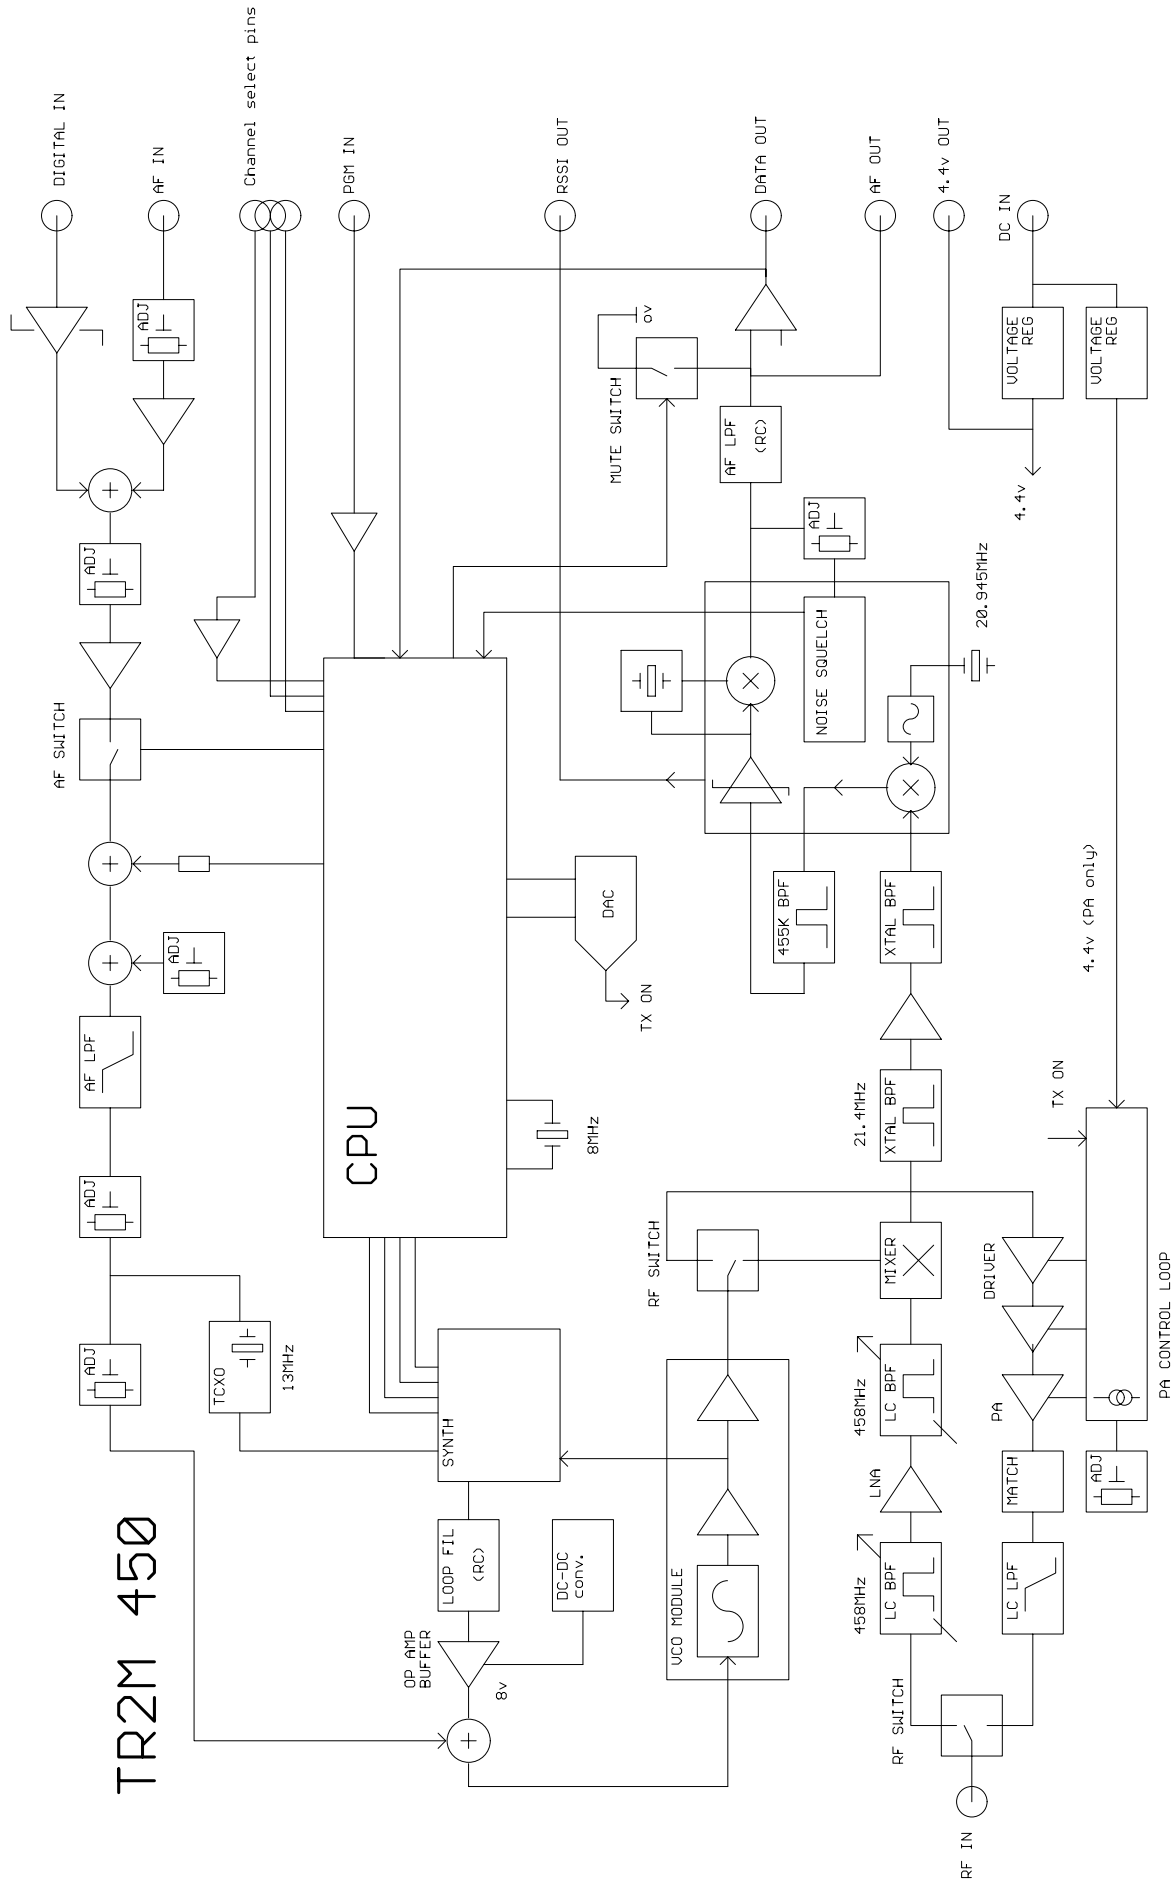 TR2M 450
DIGITAL IN
AF IN
Channel select pins
PGM IN
RSSI OUT
DATA OUT
AF OUT
4.4v OUT
DC IN
ADJ
ADJ
AF SWITCH
ADJ
AF LPF
ADJ
ADJ
TCXO
13MHz
CPU
8MHz
DAC
TX ON
SYNTH
LOOP FIL
(RC)
DC-DC
conv.
OP AMP
BUFFER
8v
VCO MODULE
RF SWITCH
MUTE SWITCH
0V
AF LPF
(RC)
ADJ
NOISE SQUELCH
20.945MHz
455K BPF
XTAL BPF
21.4MHz
XTAL BPF
MIXER
458MHz
LC BPF
LNA
458MHz
LC BPF
RF SWITCH
RF IN
LC LPF
MATCH
PA
DRIVER
ADJ
PA CONTROL LOOP
TX ON
4.4v (PA only)
4.4v
VOLTAGE
REG
VOLTAGE
REG